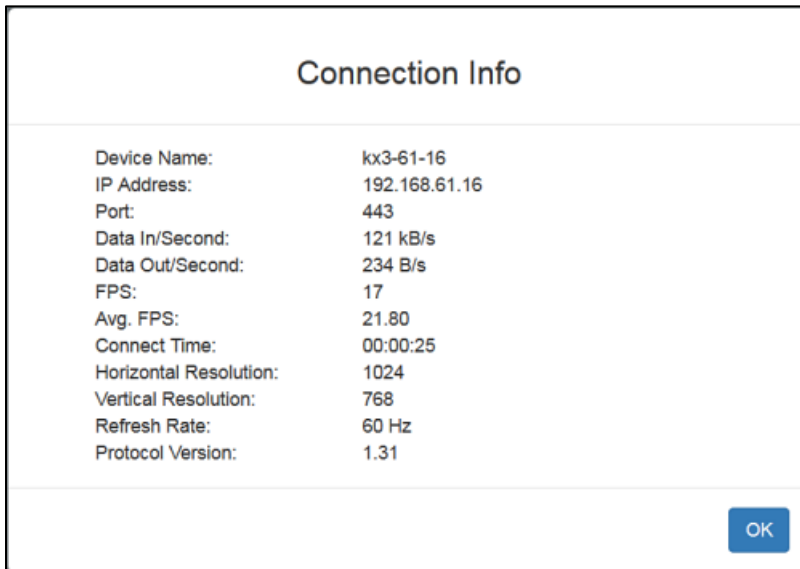 Connection Info
Device Name: kx3-61-16
IP Address: 192.168.61.16
Port: 443
Data In/Second: 121 kB/s
Data Out/Second: 234 B/s
FPS: 17
Avg. FPS: 21.80
Connect Time: 00:00:25
Horizontal Resolution: 1024
Vertical Resolution: 768
Refresh Rate: 60 Hz
Protocol Version: 1.31
OK